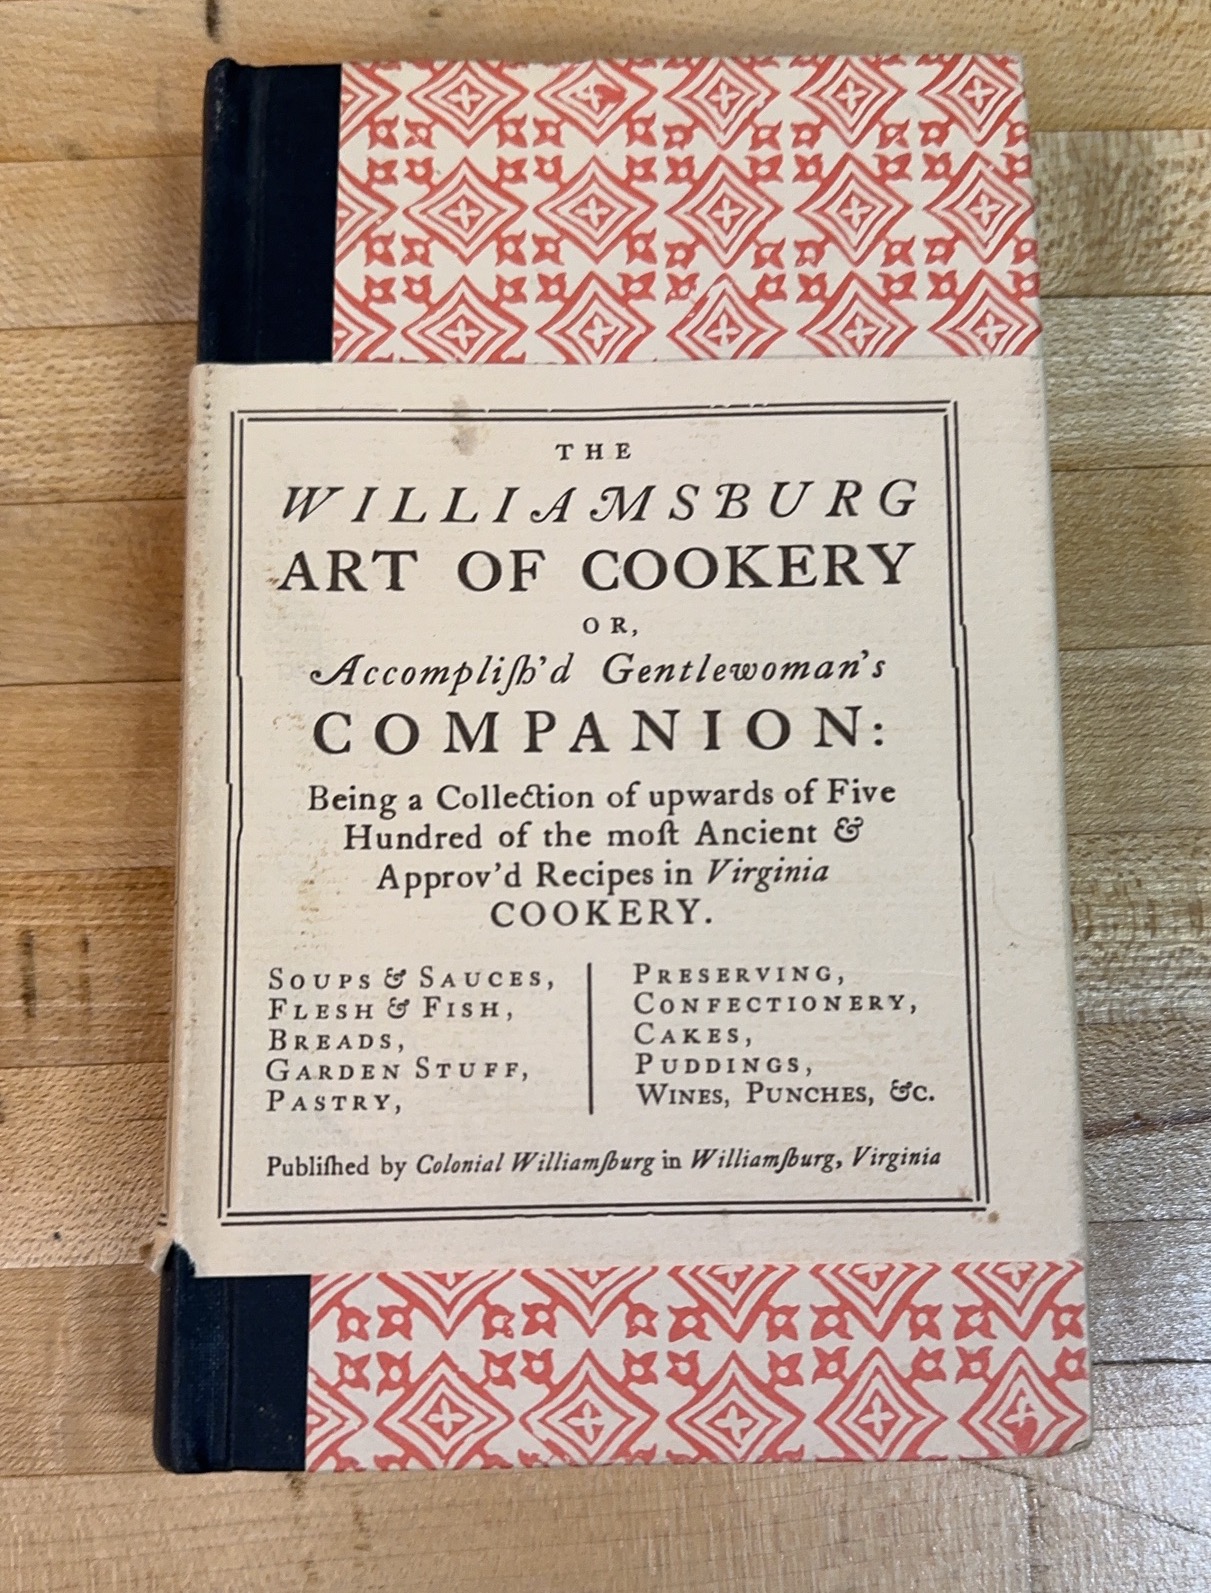 THE
WILLIAMSBURG
ART OF COOKERY
OR,
Accompliſh'd Gentlewoman's
COMPANION:
Being a Collection of upwards of Five
Hundred of the moſt Ancient &
Approv'd Recipes in Virginia
COOKERY.
SOUPS & SAUCES,
FLESH & FISH,
BREADS,
GARDEN STUFF,
PASTRY,
PRESERVING,
CONFECTIONERY,
CAKES,
PUDDINGS,
WINES, PUNCHES, &c.
Publiſhed by Colonial Williamſburg in Williamſburg, Virginia